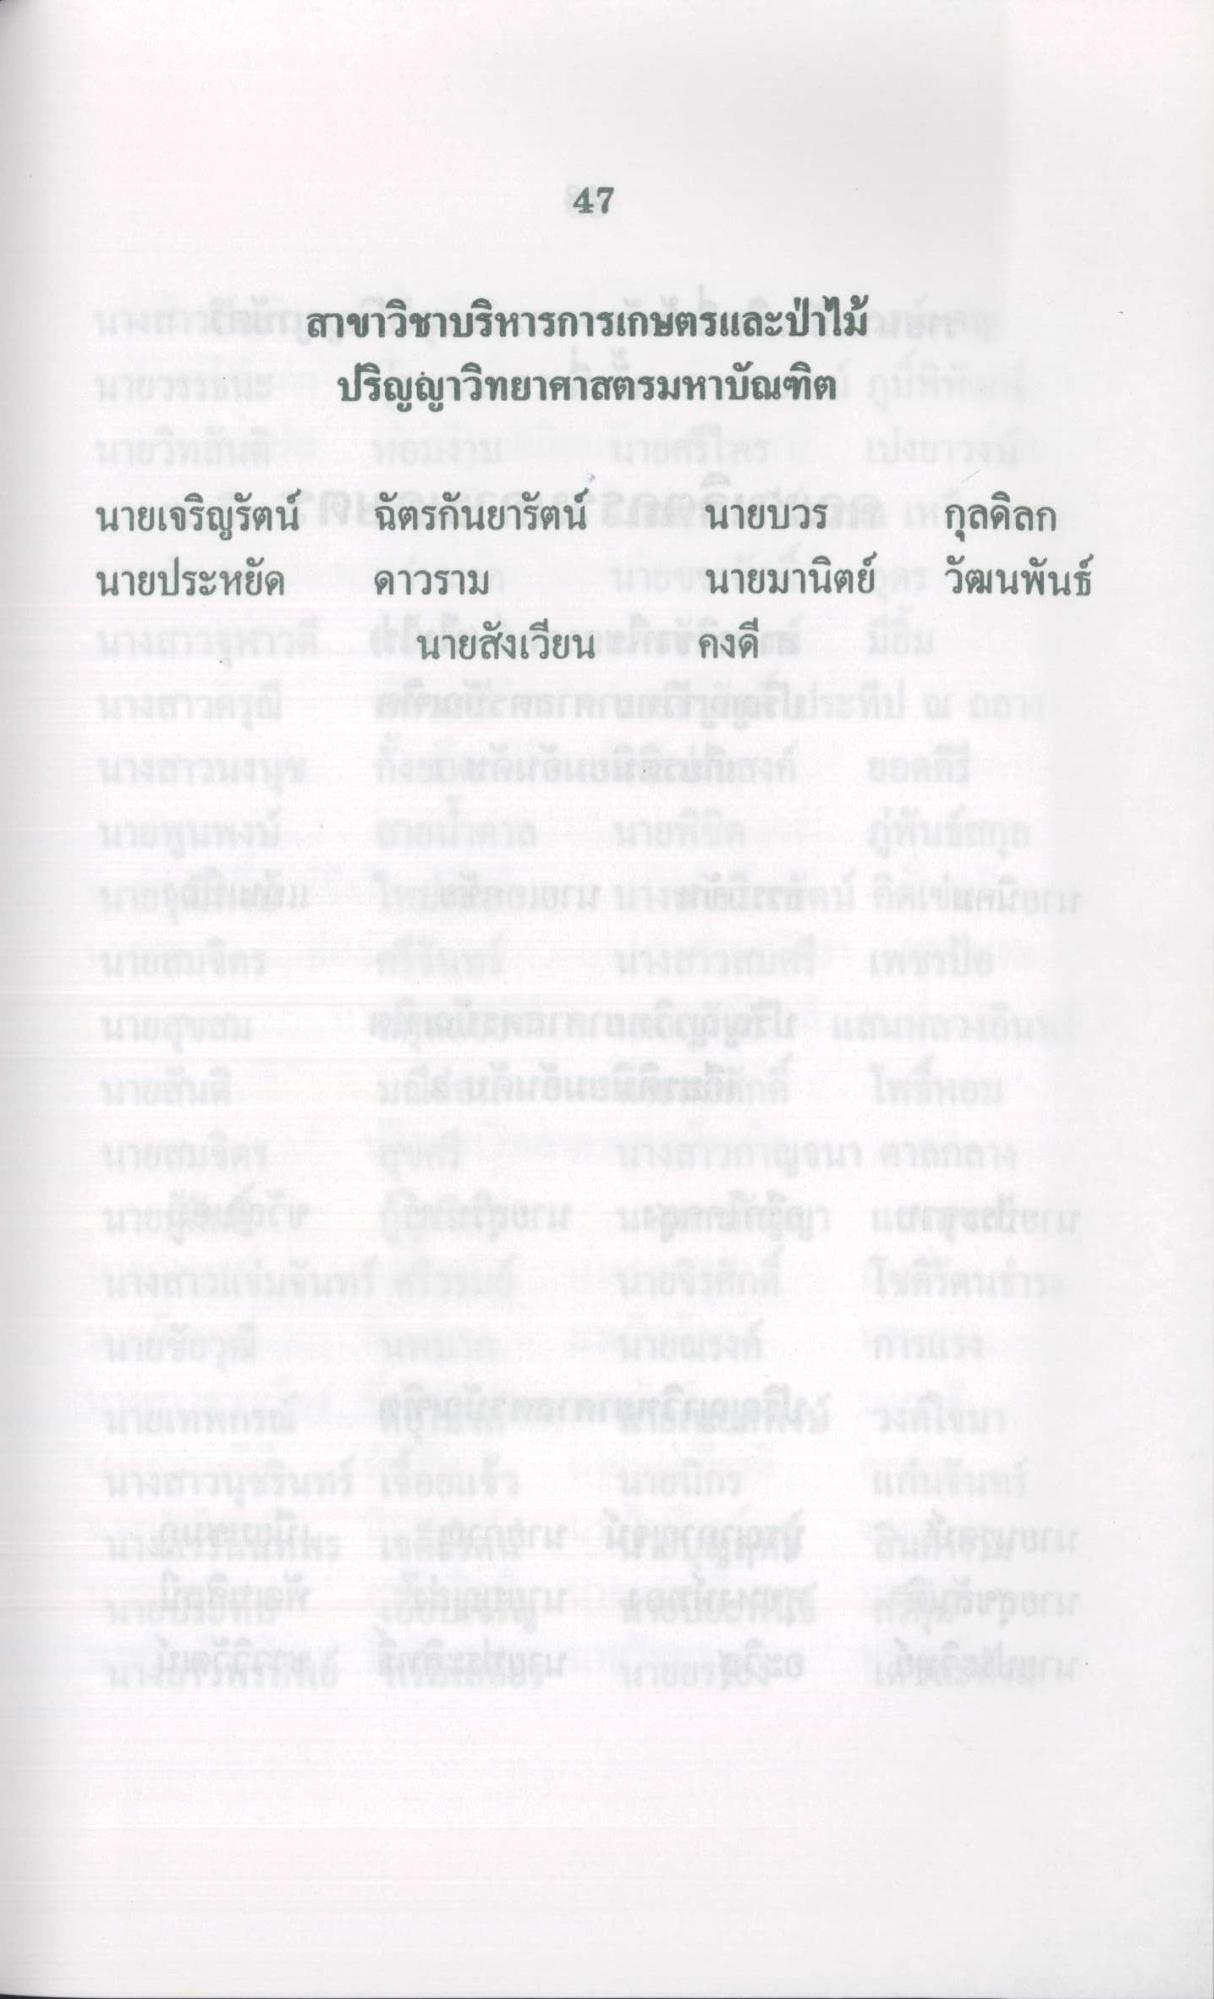 47
สาขาวิชาบริหารการเกษตรและป่าไม้
ปริญญาวิทยาศาสตรมหาบัณฑิต
นายเจริญรัตน์ ฉัตรกันยารัตน์ นายบวร กุลดิลก
นายประหยัด ดาวราม นายมานิตย์ วัฒนพันธ์
นายสังเวียน คงดี